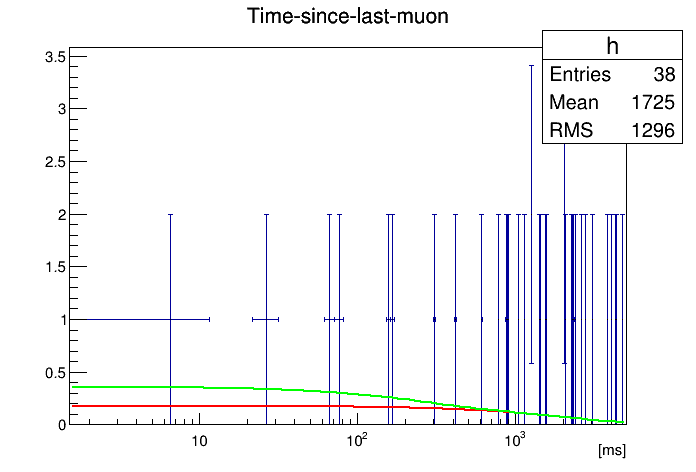 Time-since-last-muon
h
Entries 38
Mean 1725
RMS 1296
3.5
3
2.5
2
1.5
1
0.5
0
10
10²
10³
[ms]